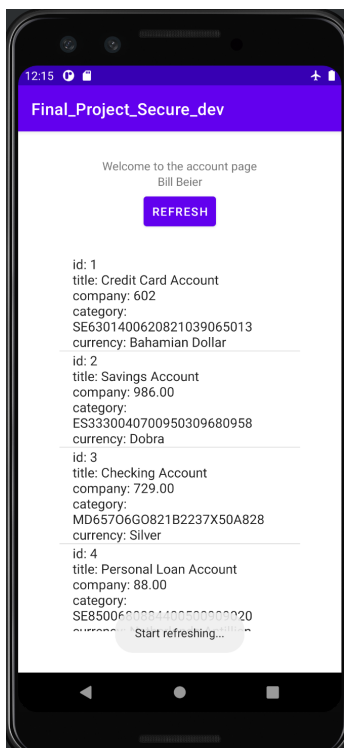 12:15
Final_Project_Secure_dev
Welcome to the account page
Bill Beier
REFRESH
id: 1
title: Credit Card Account
company: 602
category:
SE6301400620821039065013
currency: Bahamian Dollar
id: 2
title: Savings Account
company: 986.00
category:
ES3330040700950309680958
currency: Dobra
id: 3
title: Checking Account
company: 729.00
category:
MD657O6GO821B2237X50A828
currency: Silver
id: 4
title: Personal Loan Account
company: 88.00
category:
SE8500680884400500909020
Start refreshing...